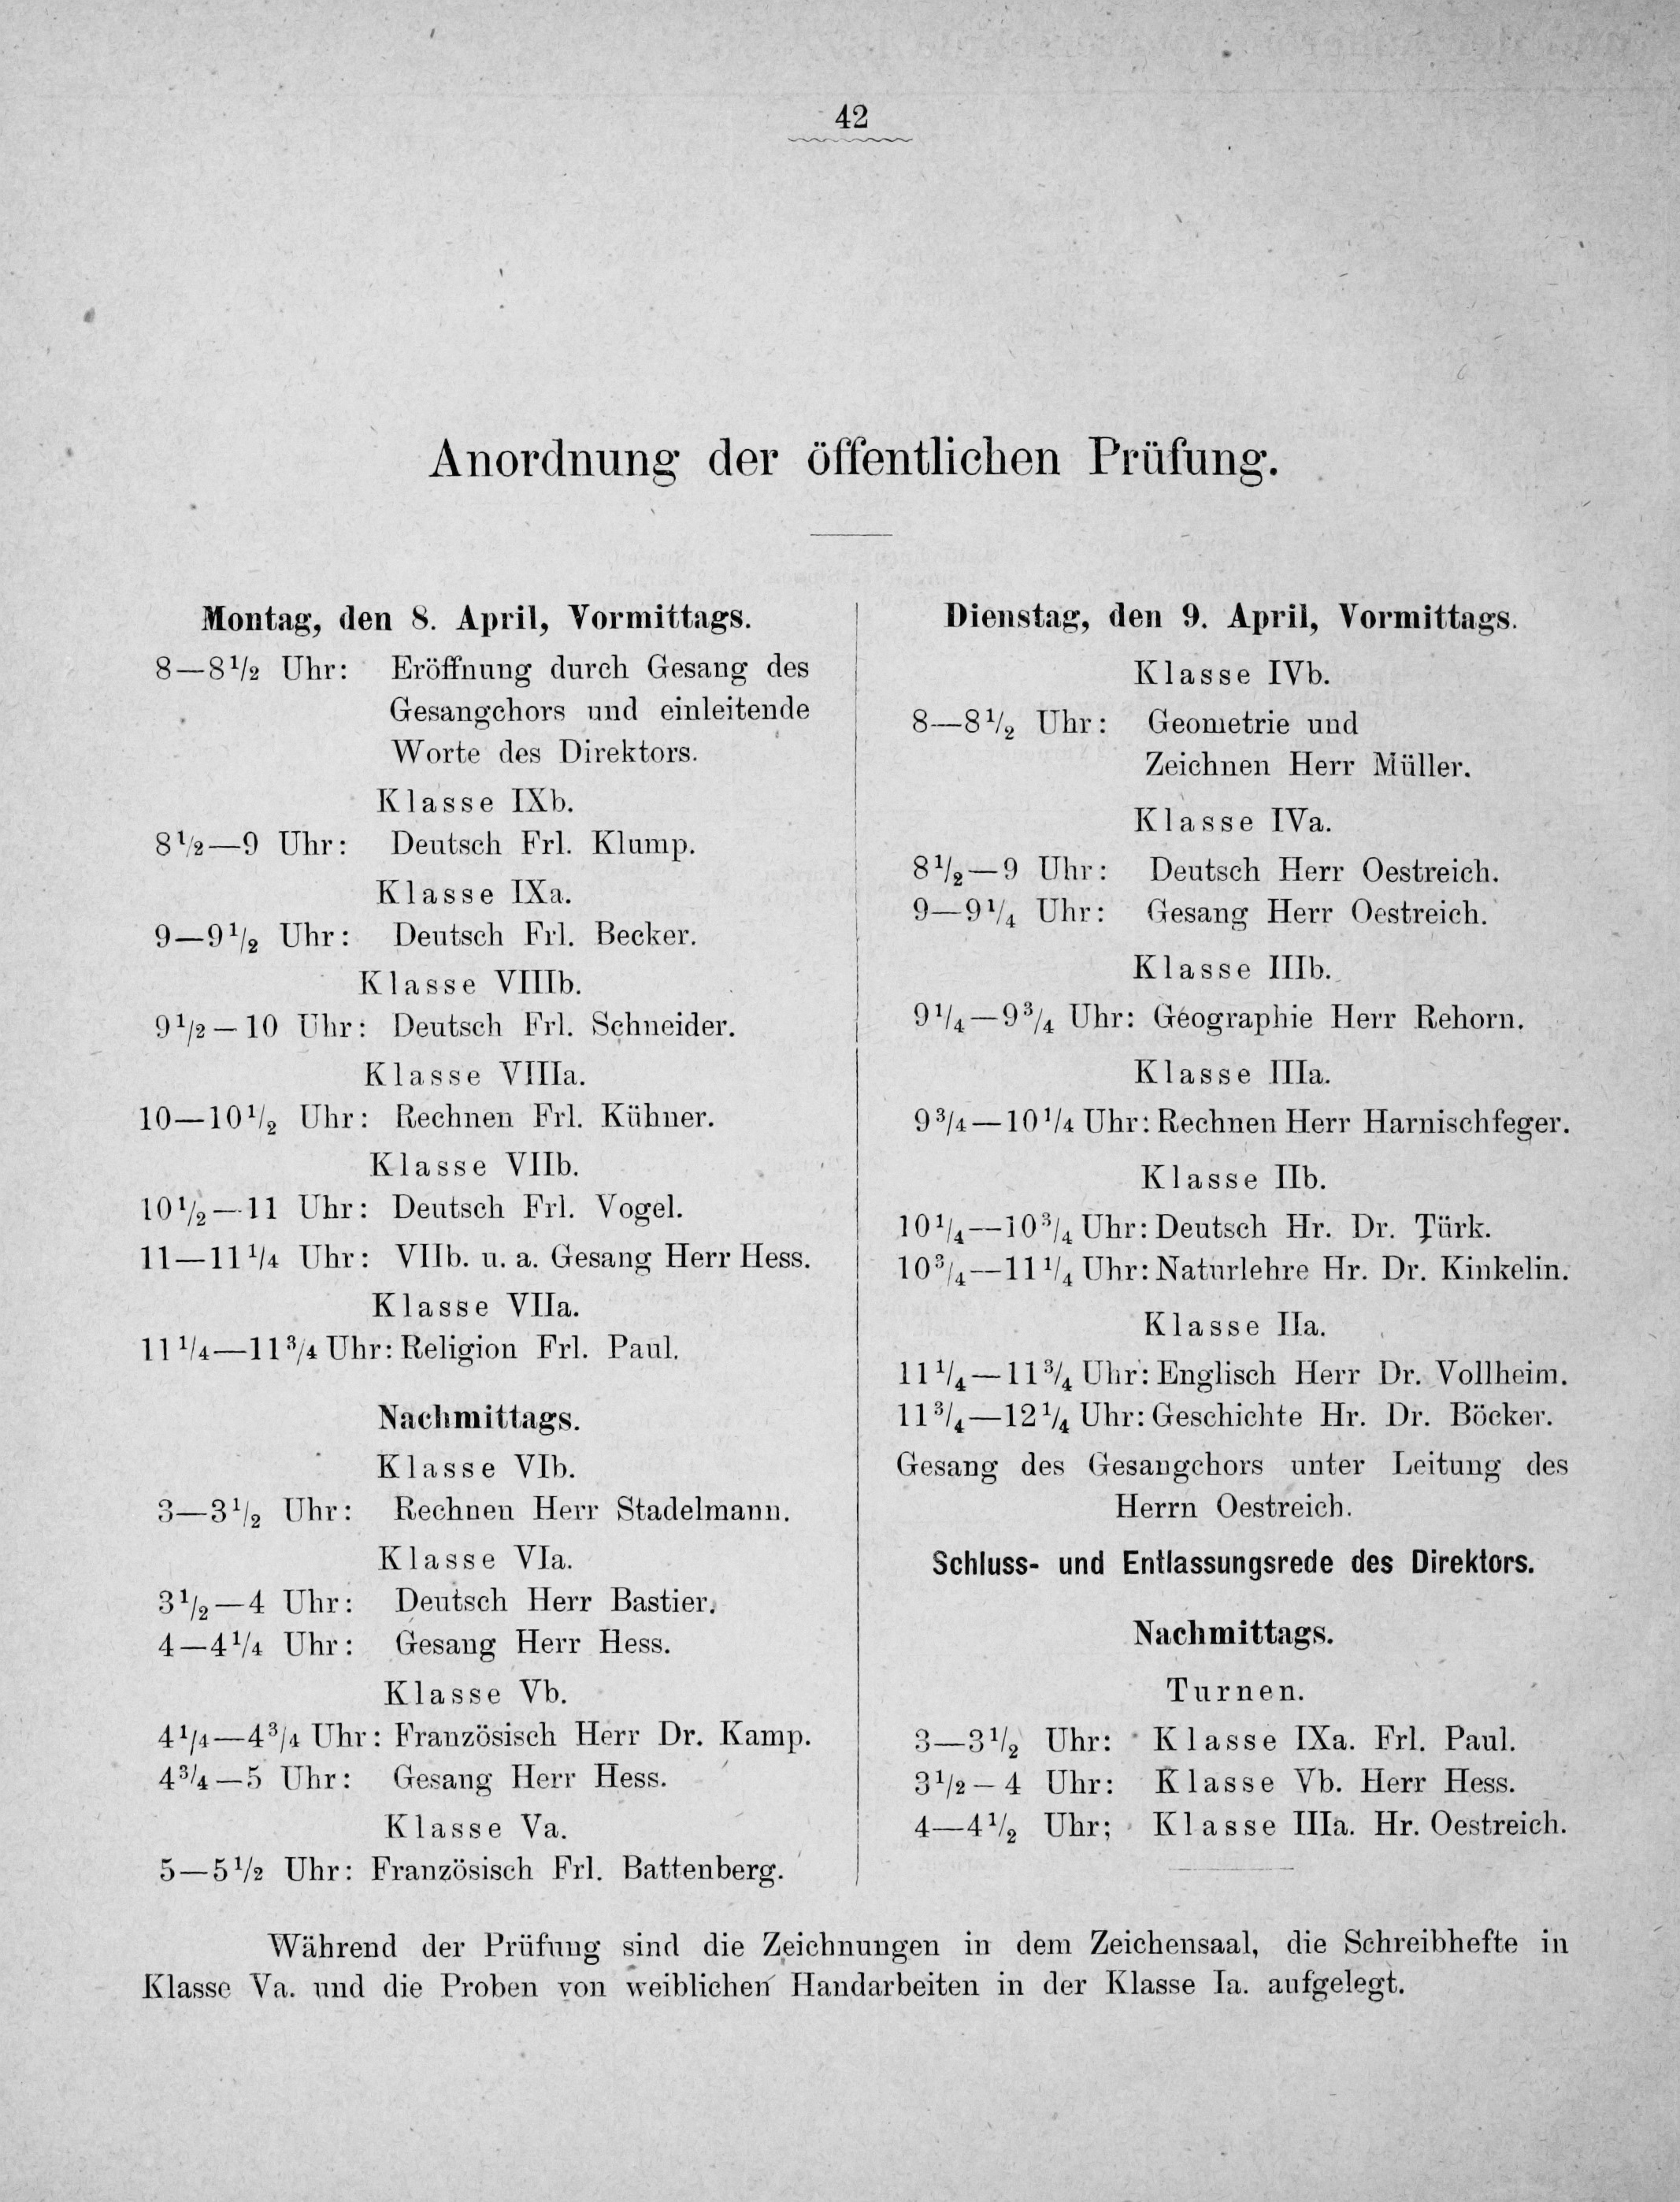 42
Anordnung der öffentlichen Prüfung.
Montag, den 8. April, Vormittags.
8—8½ Uhr: Eröffnung durch Gesang des
Gesangchors und einleitende
Worte des Direktors.
Klasse IXb.
8½—9 Uhr: Deutsch Frl. Klump.
Klasse IXa.
9—9½ Uhr: Deutsch Frl. Becker.
Klasse VIIIb.
9½—10 Uhr: Deutsch Frl. Schneider.
Klasse VIIIa.
10—10½ Uhr: Rechnen Frl. Kühner.
Klasse VIIb.
10½—11 Uhr: Deutsch Frl. Vogel.
11—11¼ Uhr: VIIb. u. a. Gesang Herr Hess.
Klasse VIIa.
11¼—11¾ Uhr: Religion Frl. Paul.
Nachmittags.
Klasse VIb.
3—3½ Uhr: Rechnen Herr Stadelmann.
Klasse VIa.
3½—4 Uhr: Deutsch Herr Bastier.
4—4¼ Uhr: Gesang Herr Hess.
Klasse Vb.
4¼—4¾ Uhr: Französisch Herr Dr. Kamp.
4¾—5 Uhr: Gesang Herr Hess.
Klasse Va.
5—5½ Uhr: Französisch Frl. Battenberg.
Dienstag, den 9. April, Vormittags.
Klasse IVb.
8—8½ Uhr: Geometrie und
Zeichnen Herr Müller.
Klasse IVa.
8½—9 Uhr: Deutsch Herr Oestreich.
9—9¼ Uhr: Gesang Herr Oestreich.
Klasse IIIb.
9¼—9¾ Uhr: Geographie Herr Rehorn.
Klasse IIIa.
9¾—10¼ Uhr: Rechnen Herr Harnischfeger.
Klasse IIb.
10¼—10¾ Uhr: Deutsch Hr. Dr. Türk.
10¾—11¼ Uhr: Naturlehre Hr. Dr. Kinkelin.
Klasse IIa.
11¼—11¾ Uhr: Englisch Herr Dr. Vollheim.
11¾—12¼ Uhr: Geschichte Hr. Dr. Böcker.
Gesang des Gesangchors unter Leitung des
Herrn Oestreich.
Schluss- und Entlassungsrede des Direktors.
Nachmittags.
Turnen.
3—3½ Uhr: Klasse IXa. Frl. Paul.
3½—4 Uhr: Klasse Vb. Herr Hess.
4—4½ Uhr; Klasse IIIa. Hr. Oestreich.
Während der Prüfung sind die Zeichnungen in dem Zeichensaal, die Schreibhefte in
Klasse Va. und die Proben von weiblichen Handarbeiten in der Klasse Ia. aufgelegt.